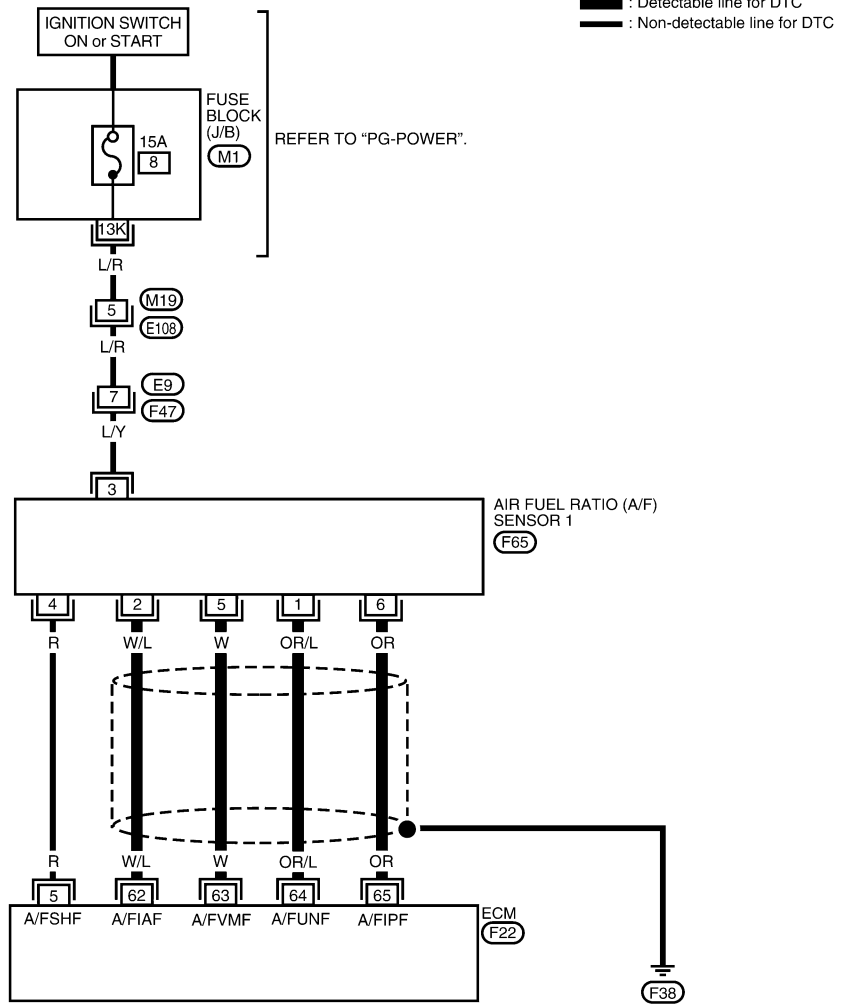 : Detectable line for DTC
: Non-detectable line for DTC
IGNITION SWITCH
ON or START
FUSE
BLOCK
(J/B)
M1
15A
8
REFER TO “PG-POWER”.
13K
L/R
5
M19
E108
L/R
7
E9
F47
L/Y
3
AIR FUEL RATIO (A/F)
SENSOR 1
F65
4 2 5 1 6
R W/L W OR/L OR
R W/L W OR/L OR
5 62 63 64 65
A/FSHF A/FIAF A/FVMF A/FUNF A/FIPF
ECM
F22
F38